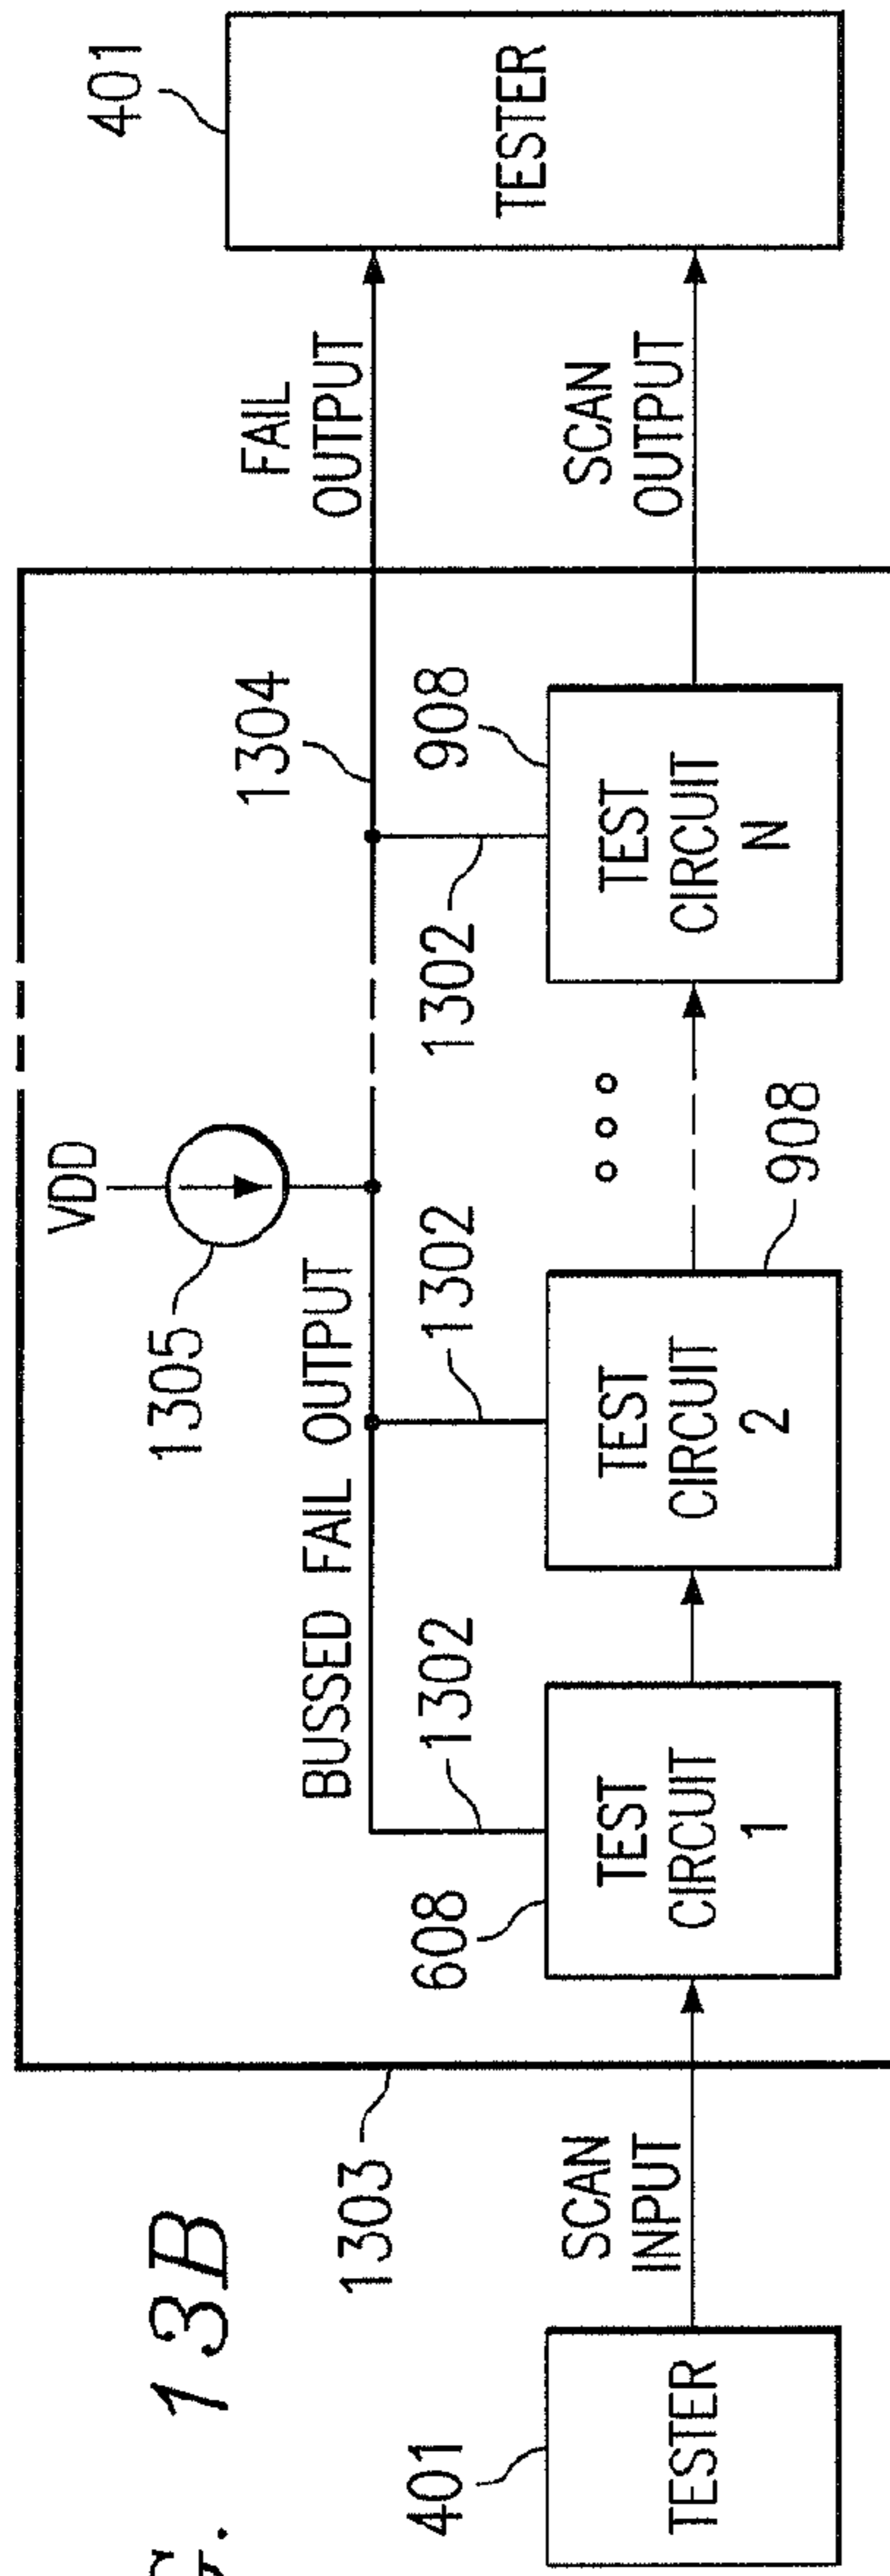 401
TESTER
FAIL
OUTPUT
SCAN
OUTPUT
1304
908
TEST
CIRCUIT
N
1302
VDD
1305
BUSSED FAIL OUTPUT
1302
TEST
CIRCUIT
2
908
1302
608
TEST
CIRCUIT
1
1303
SCAN
INPUT
13B
401
TESTER